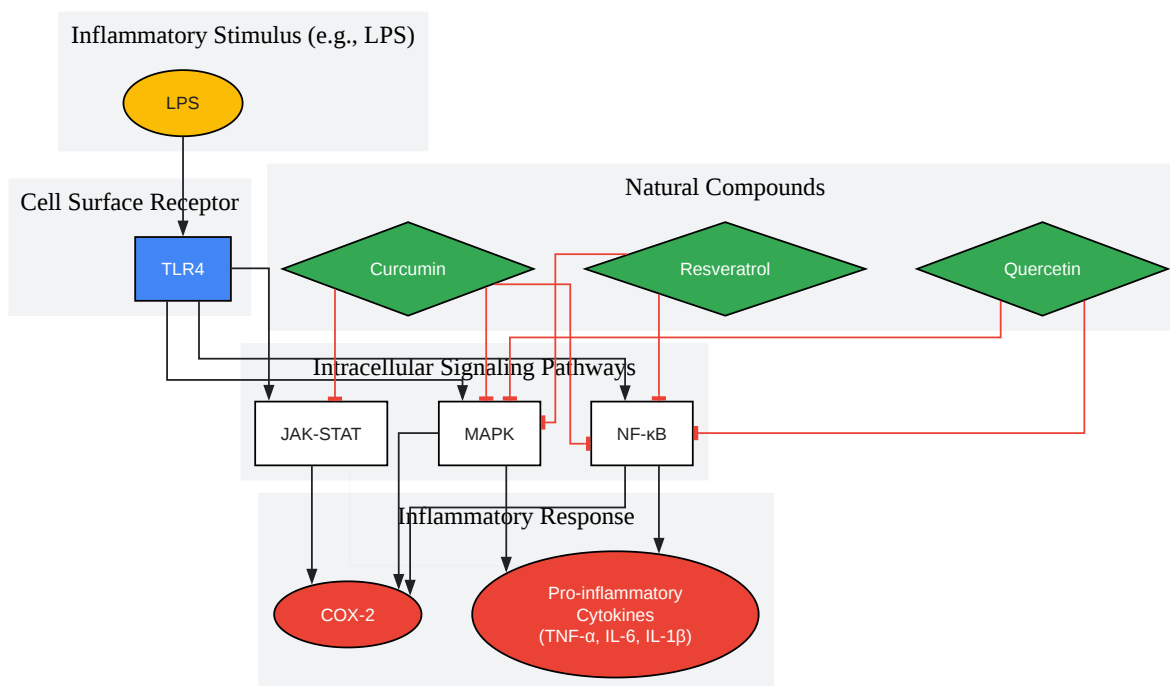 Inflammatory Stimulus (e.g., LPS)
LPS
Cell Surface Receptor
Natural Compounds
TLR4
Curcumin
Resveratrol
Quercetin
Intracellular Signaling Pathways
JAK-STAT
MAPK
NF-κB
Inflammatory Response
COX-2
Pro-inflammatory
Cytokines
(TNF-α, IL-6, IL-1β)